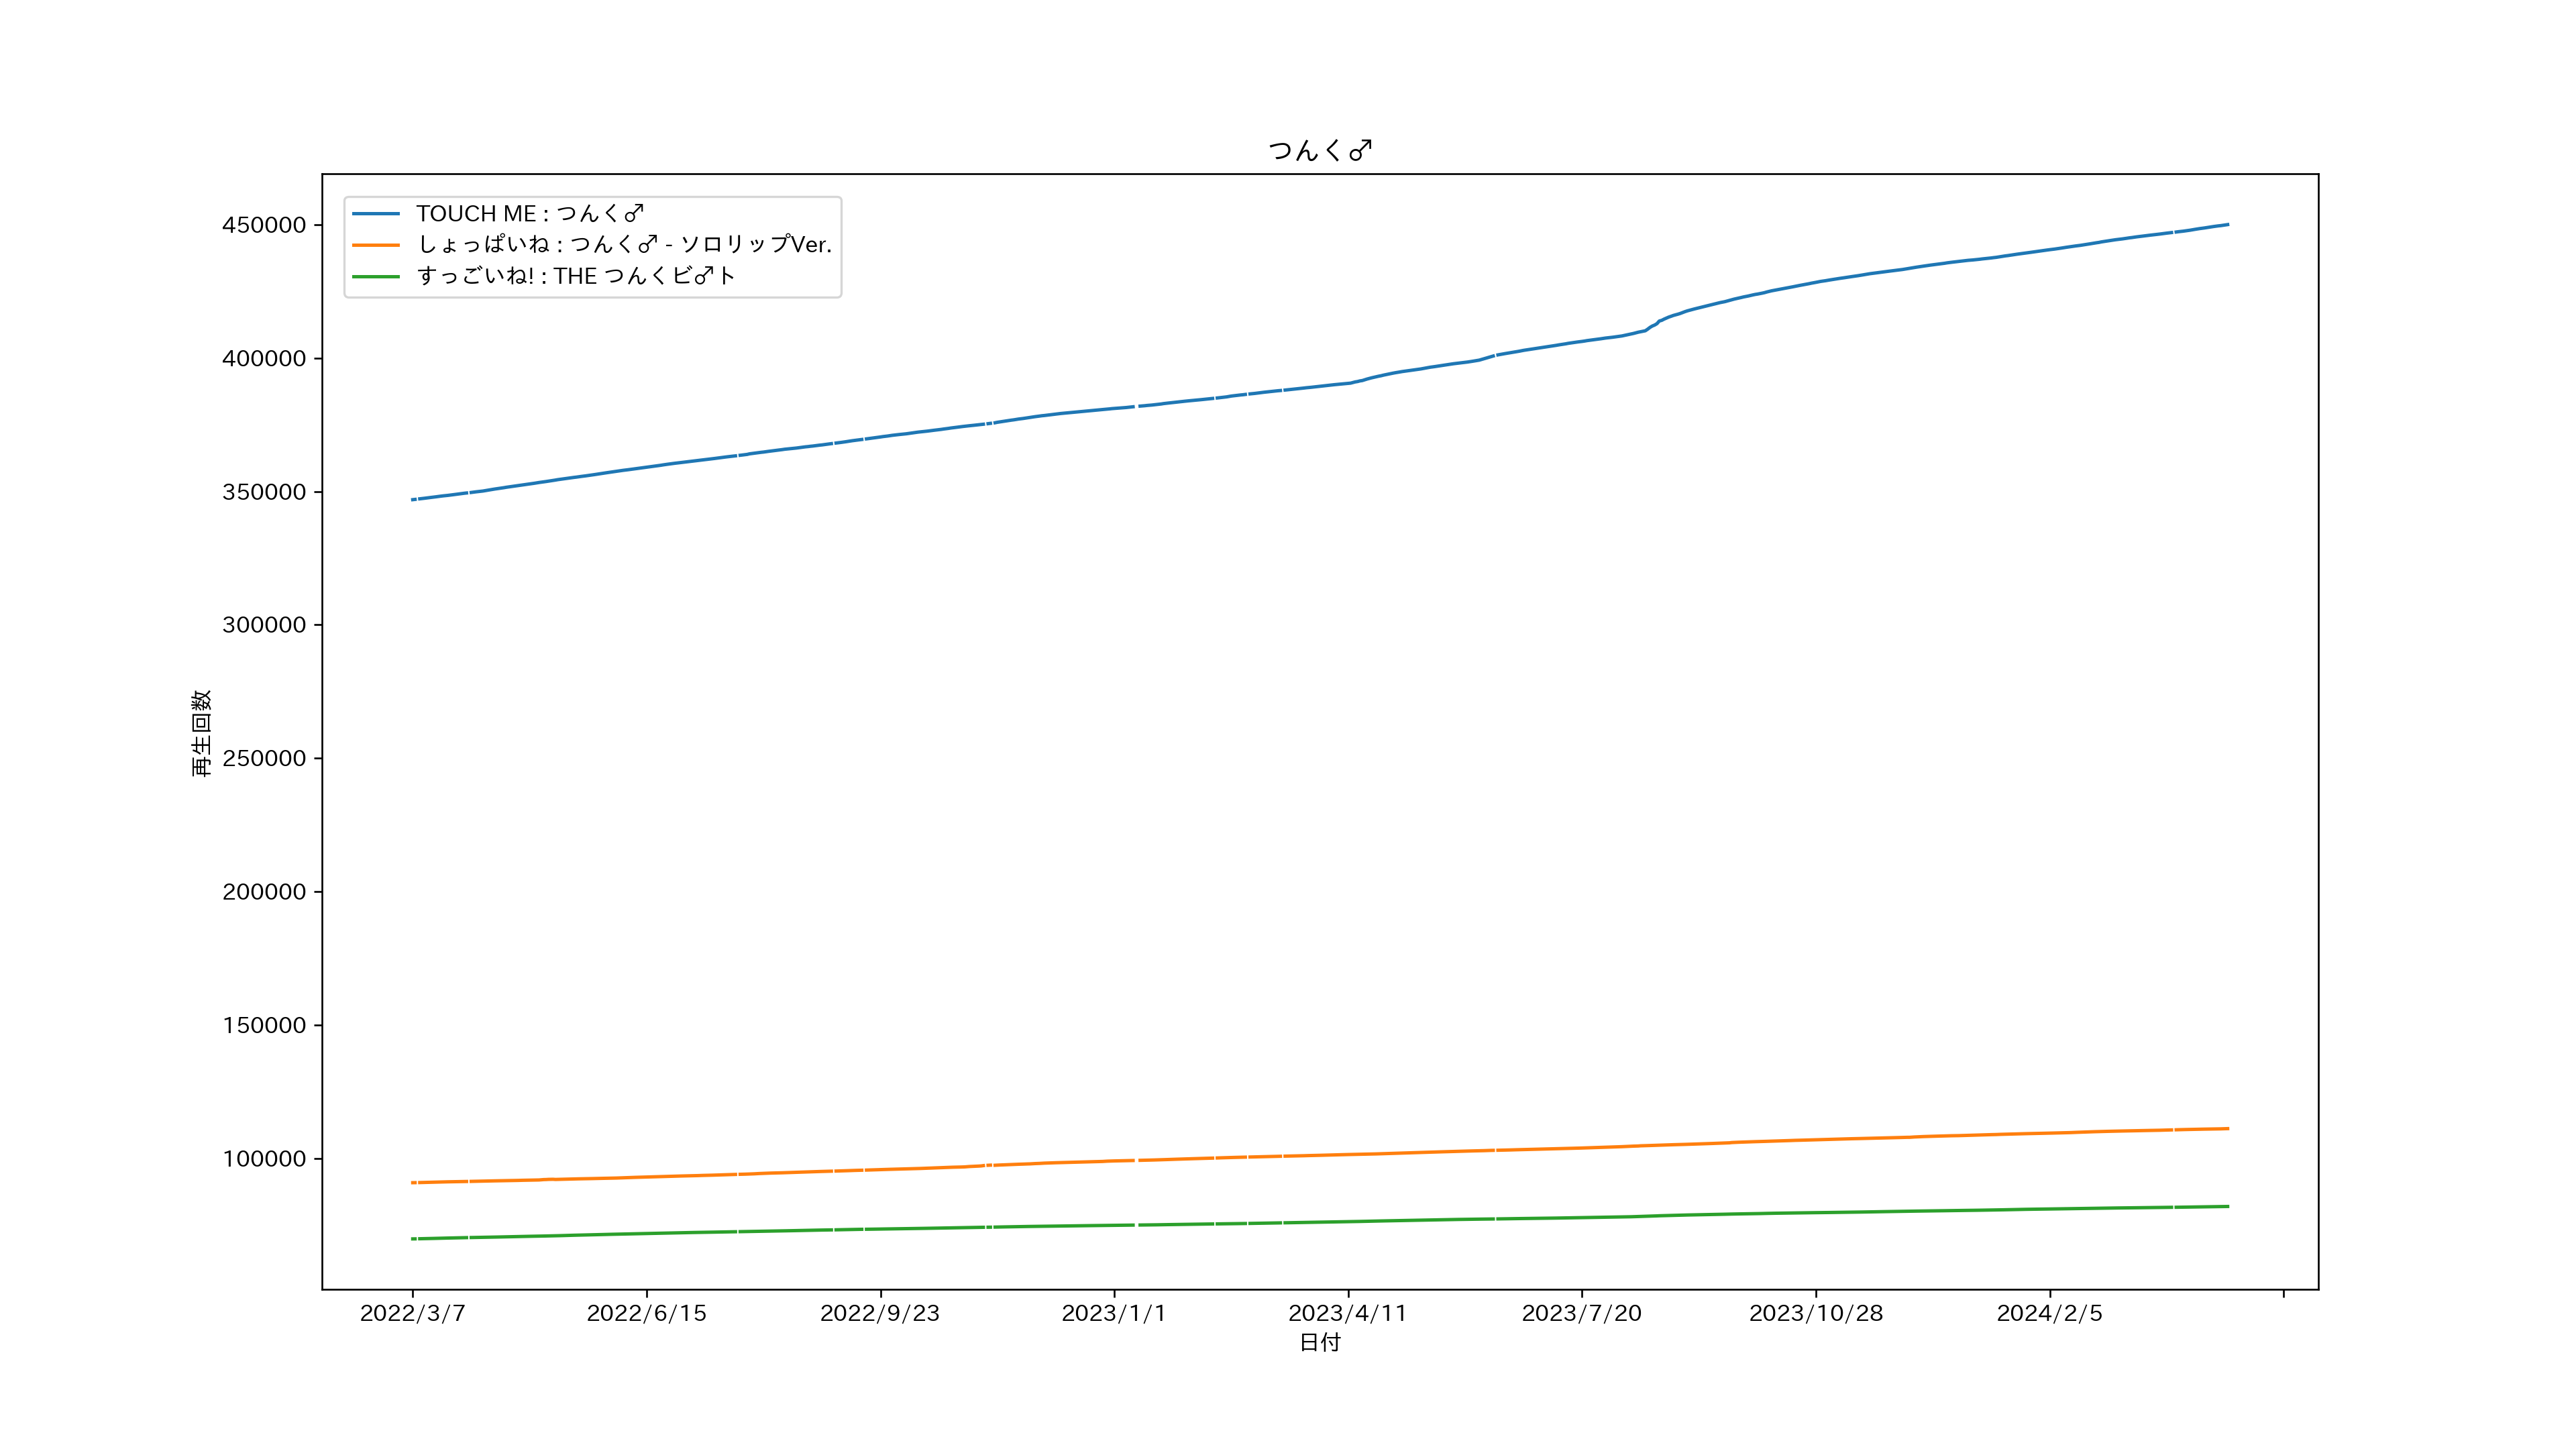 つんく♂
TOUCH ME : つんく♂
しょっぱいね : つんく♂ - ソロリップVer.
すっごいね! : THE つんくビ♂ト
450000
400000
350000
300000
250000
200000
150000
100000
再生回数
2022/3/7
2022/6/15
2022/9/23
2023/1/1
2023/4/11
2023/7/20
2023/10/28
2024/2/5
日付